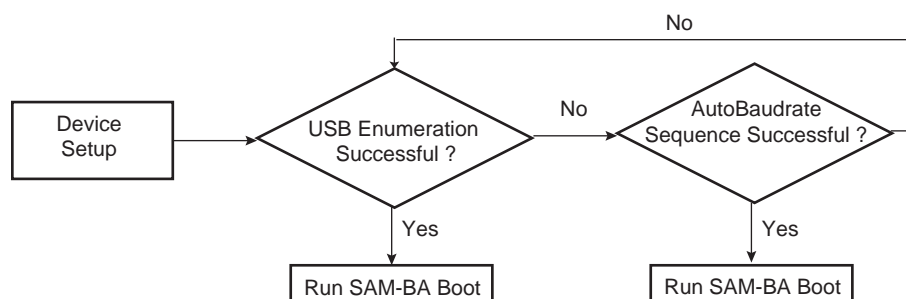 No
Device
Setup
USB Enumeration
Successful ?
No
AutoBaudrate
Sequence Successful ?
Yes
Yes
Run SAM-BA Boot
Run SAM-BA Boot